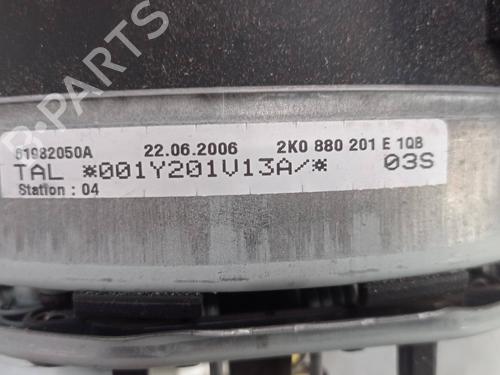 B-PARTS
61982050A 22.06.2006 2K0 880 201 E 1QB
TAL *001Y201V13A/* 03S
Station : 04